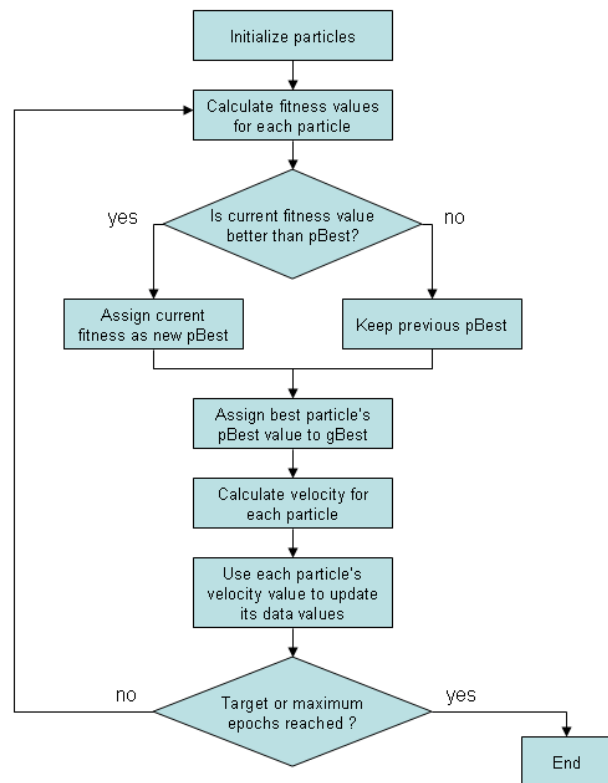 Initialize particles
Calculate fitness values
for each particle
Is current fitness value
better than pBest?
yes
no
Assign current
fitness as new pBest
Keep previous pBest
Assign best particle's
pBest value to gBest
Calculate velocity for
each particle
Use each particle's
velocity value to update
its data values
Target or maximum
epochs reached ?
no
yes
End